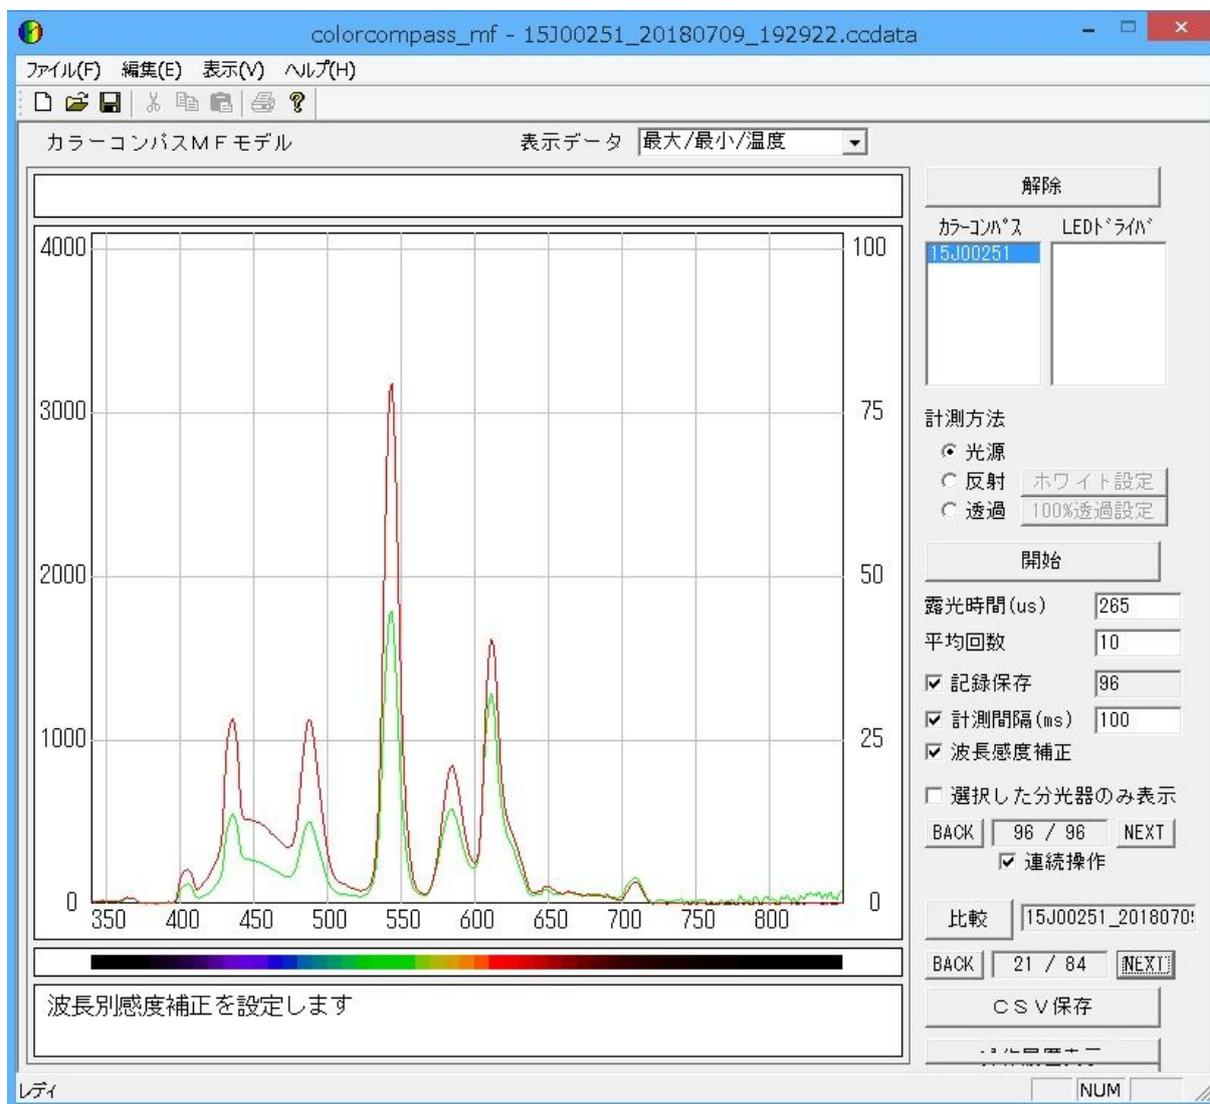 colorcompass_mf - 15J00251_20180709_192922.ccdata
ファイル(F) 編集(E) 表示(V) ヘルプ(H)
カラーコンパスＭＦモデル
表示データ 最大/最小/温度
4000
3000
2000
1000
0
100
75
50
25
0
350 400 450 500 550 600 650 700 750 800
波長別感度補正を設定します
解除
ｶﾗｰｺﾝﾊﾟｽ LEDﾄﾞﾗｲﾊﾞ
15J00251
計測方法
光源
反射 ホワイト設定
透過 100%透過設定
開始
露光時間(us) 265
平均回数 10
記録保存 96
計測間隔(ms) 100
波長感度補正
選択した分光器のみ表示
BACK 96 / 96 NEXT
連続操作
比較 15J00251_2018070
BACK 21 / 84 NEXT
ＣＳＶ保存
レディ
NUM